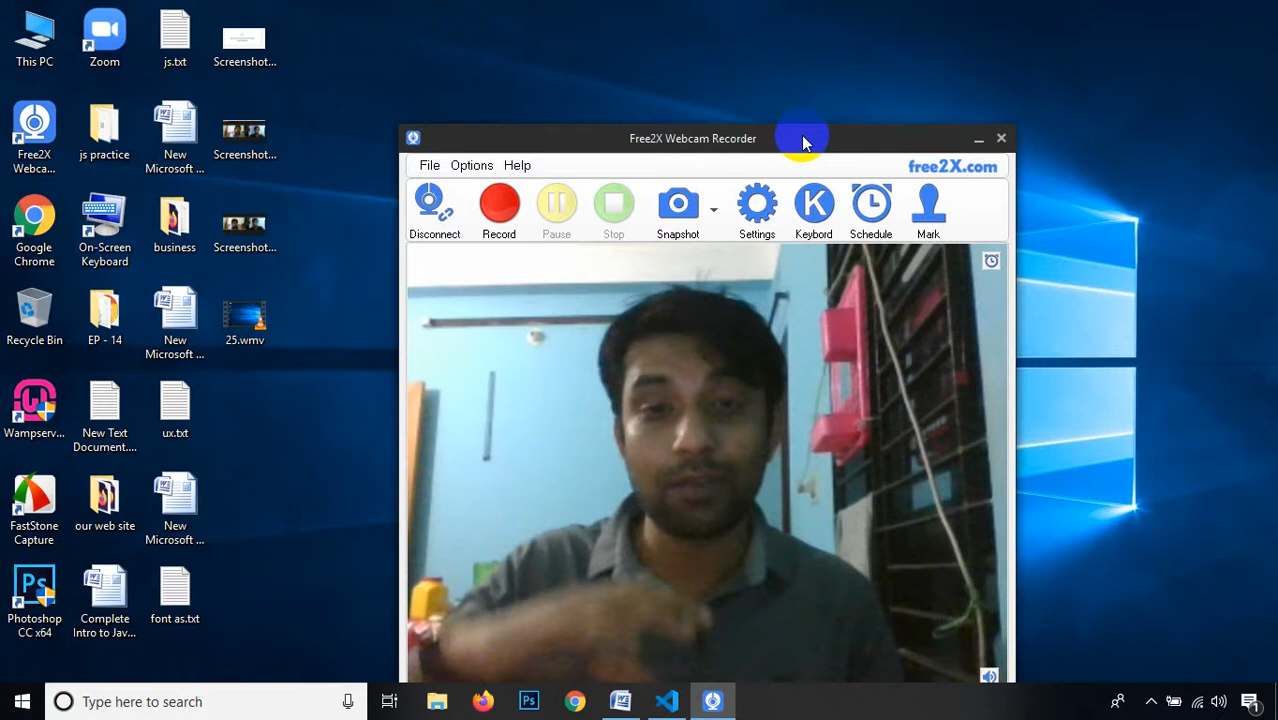 This PC
Zoom
js.txt
Screenshot...
Free2X
Webca...
js practice
New
Microsoft ...
Screenshot...
Google
Chrome
On-Screen
Keyboard
business
Screenshot...
Recycle Bin
EP - 14
New
Microsoft ...
25.wmv
Wampserv...
New Text
Document....
ux.txt
FastStone
Capture
our web site
New
Microsoft ...
Photoshop
CC x64
Complete
Intro to Jav...
font as.txt
Free2X Webcam Recorder
File Options Help
free2X.com
Disconnect Record Pause Stop Snapshot Settings Keybord Schedule Mark
K
Ps
Type here to search
Ps
1